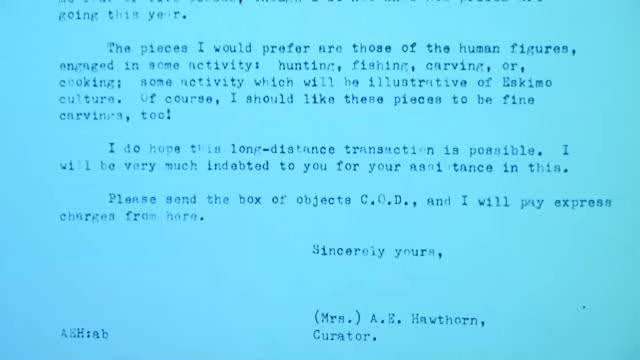 going this year.
The pieces I would prefer are those of the human figures,
engaged in some activity: hunting, fishing, carving, or,
cooking; some activity which will be illustrative of Eskimo
culture. Of course, I should like these pieces to be fine
carvings, too!
I do hope this long-distance transaction is possible. I
will be very much indebted to you for your assistance in this.
Please send the box of objects C.O.D., and I will pay express
charges from here.
Sincerely yours,
(Mrs.) A.E. Hawthorn,
AEH:ab Curator.